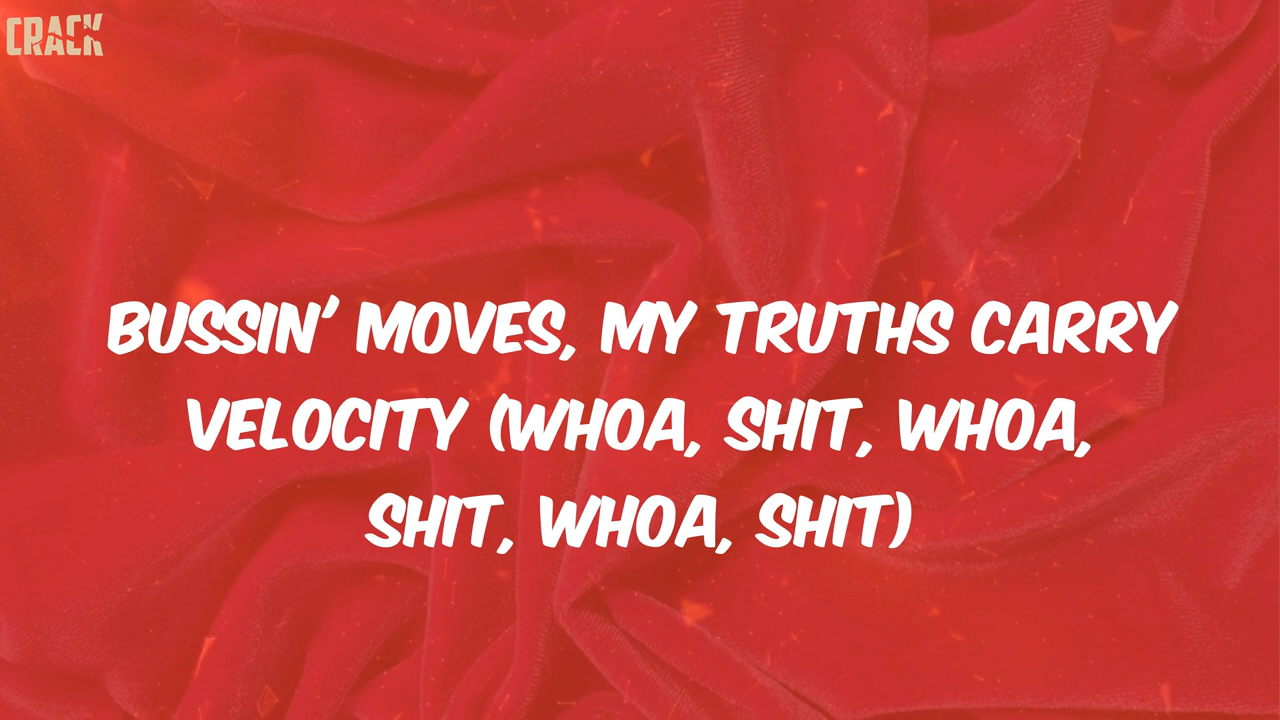 CRACK
BUSSIN' MOVES, MY TRUTHS CARRY
VELOCITY (WHOA, SHIT, WHOA,
SHIT, WHOA, SHIT)